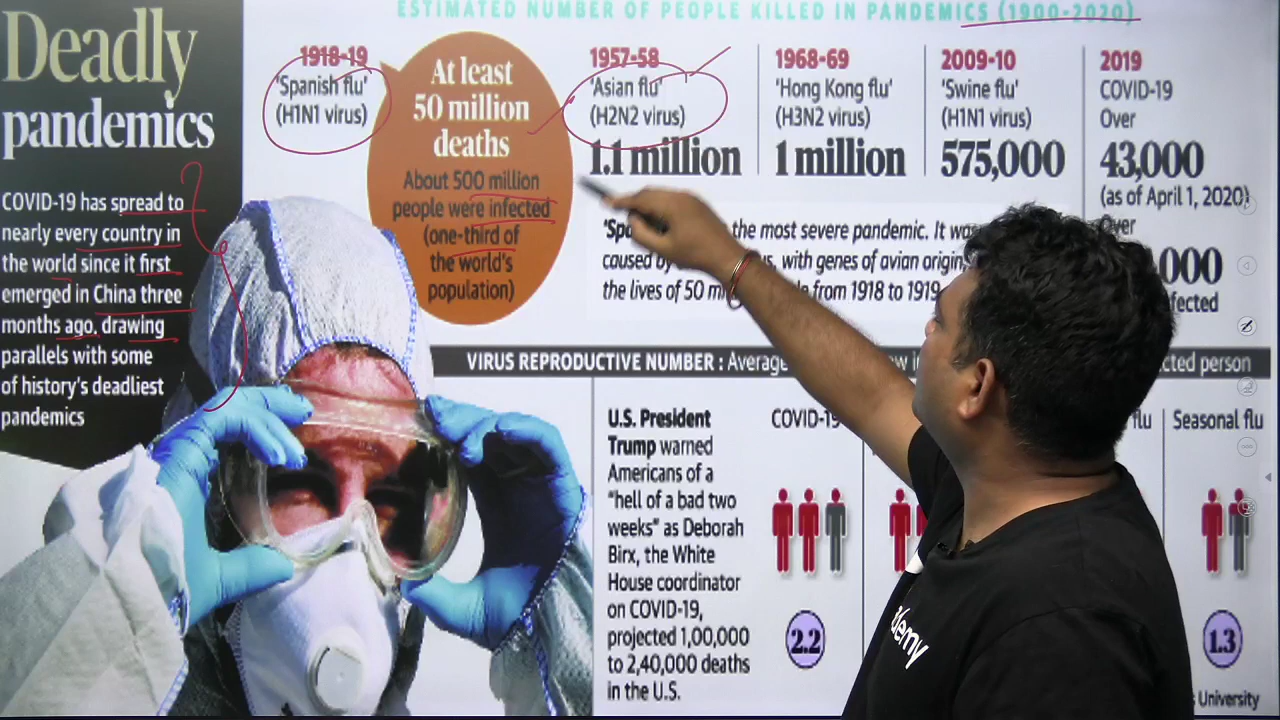 ESTIMATED NUMBER OF PEOPLE KILLED IN PANDEMICS (1900-2020)
Deadly
pandemics
COVID-19 has spread to
nearly every country in
the world since it first
emerged in China three
months ago, drawing
parallels with some
of history's deadliest
pandemics
1918-19
'Spanish flu'
(H1N1 virus)
At least
50 million
deaths
About 500 million
people were infected
(one-third of
the world's
population)
1957-58
'Asian flu'
(H2N2 virus)
1.1 million
1968-69
'Hong Kong flu'
(H3N2 virus)
1 million
2009-10
'Swine flu'
(H1N1 virus)
575,000
2019
COVID-19
Over
43,000
(as of April 1, 2020)
Over
the most severe pandemic. It
caused by with genes of avian origin,
the lives of 50 from 1918 to 1919
VIRUS REPRODUCTIVE NUMBER : person
U.S. President
Trump warned
Americans of a
"hell of a bad two
weeks" as Deborah
Birx, the White
House coordinator
on COVID-19,
projected 1,00,000
to 2,40,000 deaths
in the U.S.
COVID-19
2.2
flu
Seasonal flu
1.3
University